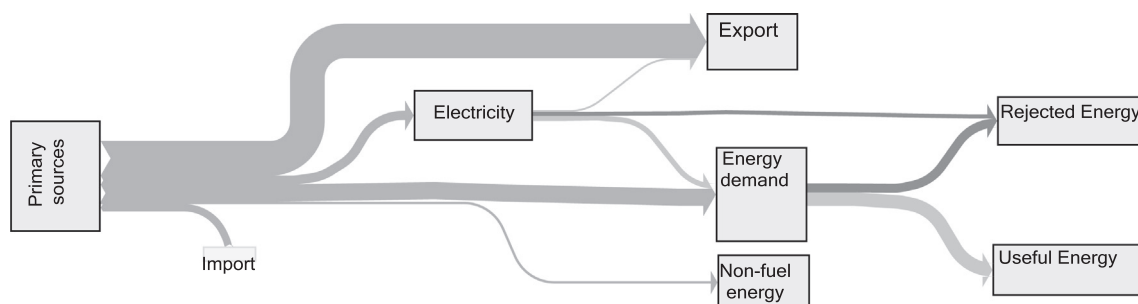 Export
Electricity
Rejected Energy
Primary
sources
Energy
demand
Import
Useful Energy
Non-fuel
energy